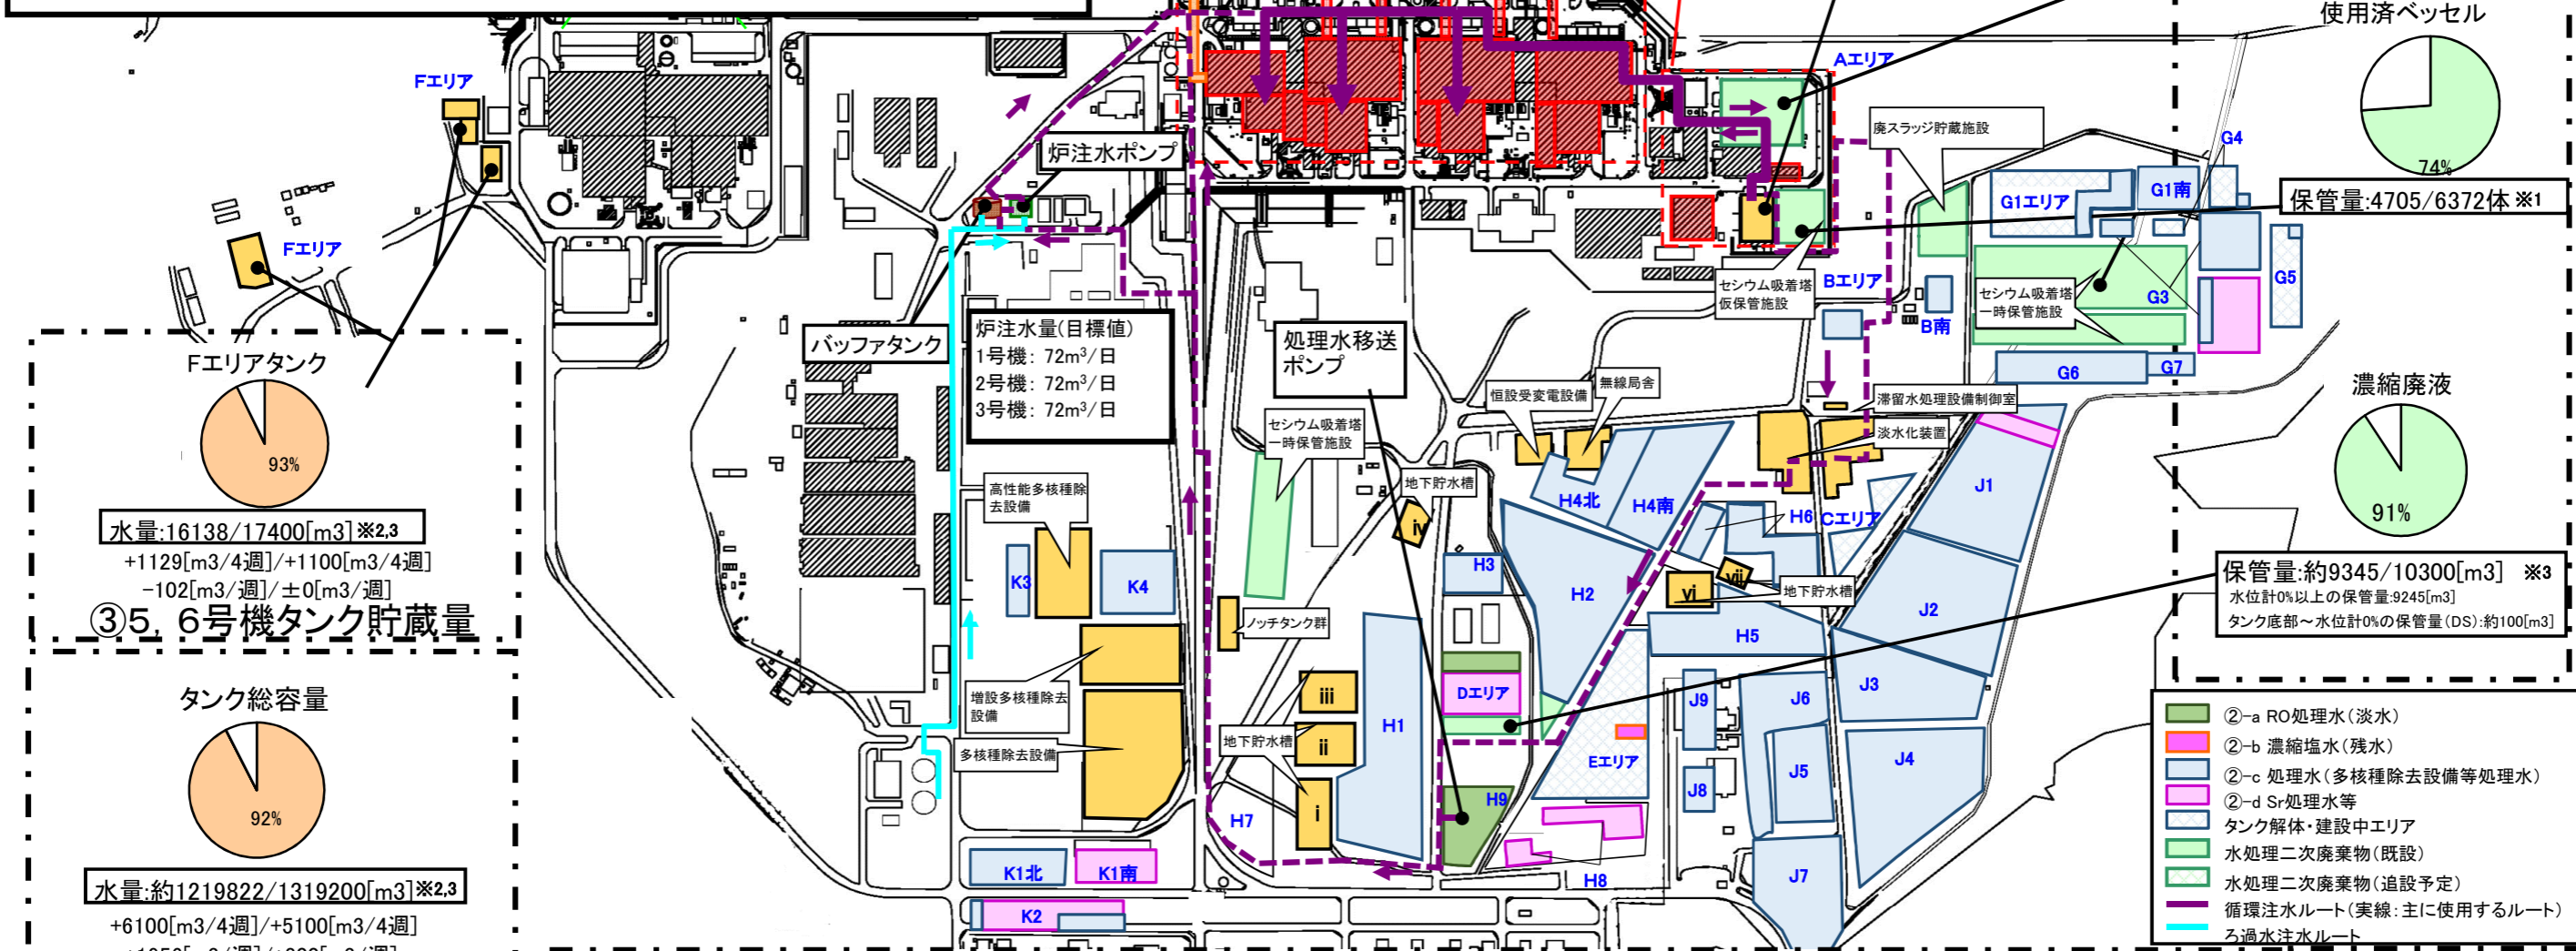 使用済ベッセル
74%
保管量:4705/6372体 ※1
Fエリア
Fエリア
Aエリア
廃スラッジ貯蔵施設
G4
G1エリア
G1南
炉注水ポンプ
セシウム吸着塔
仮保管施設
Bエリア
B南
セシウム吸着塔
一時保管施設
G3
G5
G6
G7
バッファタンク
炉注水量(目標値)
1号機: 72m³/日
2号機: 72m³/日
3号機: 72m³/日
処理水移送
ポンプ
Fエリアタンク
93%
水量:16138/17400[m3]※2,3
+1129[m3/4週]/+1100[m3/4週]
-102[m3/週]/±0[m3/週]
③5, 6号機タンク貯蔵量
恒設受変電設備
無線局舎
滞留水処理設備制御室
淡水化装置
セシウム吸着塔
一時保管施設
高性能多核種除
去設備
地下貯水槽
iv
H4北
H4南
H6
Cエリア
J1
濃縮廃液
91%
保管量:約9345/10300[m3] ※3
水位計0%以上の保管量:9245[m3]
タンク底部~水位計0%の保管量(DS):約100[m3]
K3
K4
H3
H2
vi
vii
地下貯水槽
J2
ノッチタンク群
H5
増設多核種除去
設備
多核種除去設備
iii
ii
i
地下貯水槽
H1
Dエリア
Eエリア
J9
J8
J6
J5
J3
J4
H7
H9
H8
J7
K1北
K1南
K2
タンク総容量
92%
水量:約1219822/1319200[m3]※2,3
+6100[m3/4週]/+5100[m3/4週]
②-a RO処理水(淡水)
②-b 濃縮塩水(残水)
②-c 処理水(多核種除去設備等処理水)
②-d Sr処理水等
タンク解体・建設中エリア
水処理二次廃棄物(既設)
水処理二次廃棄物(追設予定)
循環注水ルート(実線:主に使用するルート)
ろ過水注水ルート